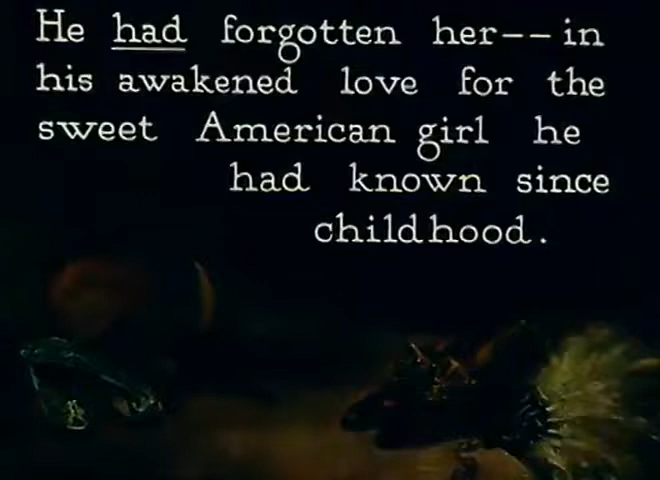 He had forgotten her--in
his awakened love for the
sweet American girl he
had known since
childhood.